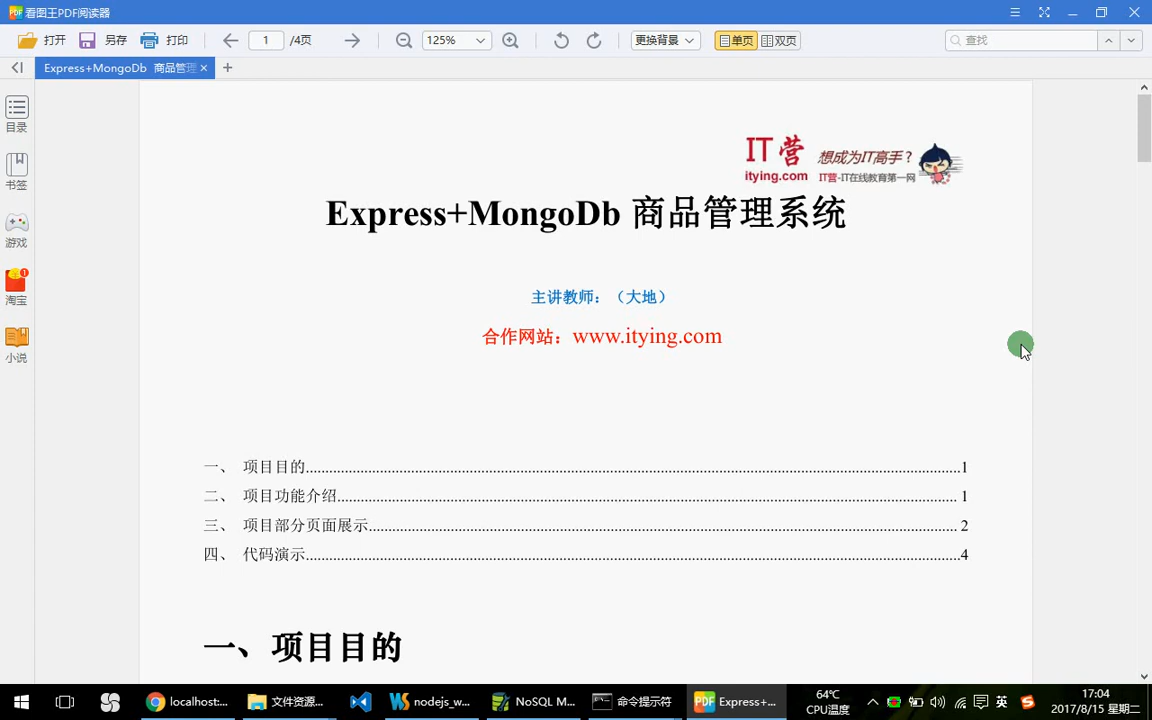 看图王PDF阅读器
打开 另存 打印 1 /4页 125% 更换背景 单页 双页 查找
Express+MongoDb 商品管理
目录
书签
游戏
1
淘宝
小说
IT营 想成为IT高手？
itying.com IT营-IT在线教育第一网
Express+MongoDb 商品管理系统
主讲教师：（大地）
合作网站：www.itying.com
一、 项目目的 1
二、 项目功能介绍 1
三、 项目部分页面展示 2
四、 代码演示 4
一、项目目的
localhost:... 文件资源... nodejs_w... NoSQL M... 命令提示符 Express+... 64℃ 英 17:04
CPU温度 2017/8/15 星期二